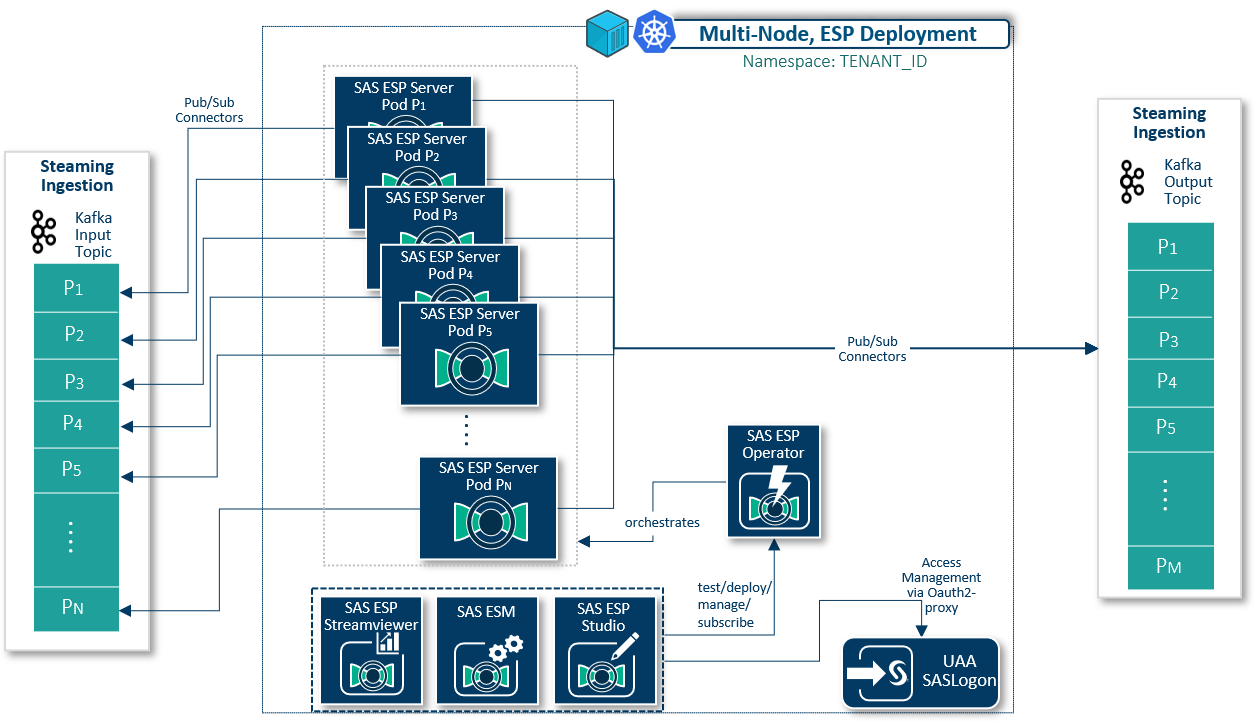 Multi-Node, ESP Deployment
Namespace: TENANT_ID
Pub/Sub
Connectors
Steaming
Ingestion
Kafka
Input
Topic
P1
P2
P3
P4
P5
⋮
PN
SAS ESP Server
Pod P1
SAS ESP Server
Pod P2
SAS ESP Server
Pod P3
SAS ESP Server
Pod P4
SAS ESP Server
Pod P5
⋮
SAS ESP Server
Pod PN
Pub/Sub
Connectors
SAS ESP
Operator
orchestrates
test/deploy/
manage/
subscribe
SAS ESP
Streamviewer
SAS ESM
SAS ESP
Studio
Access
Management
via Oauth2-
proxy
UAA
SASLogon
Steaming
Ingestion
Kafka
Output
Topic
P1
P2
P3
P4
P5
⋮
PM